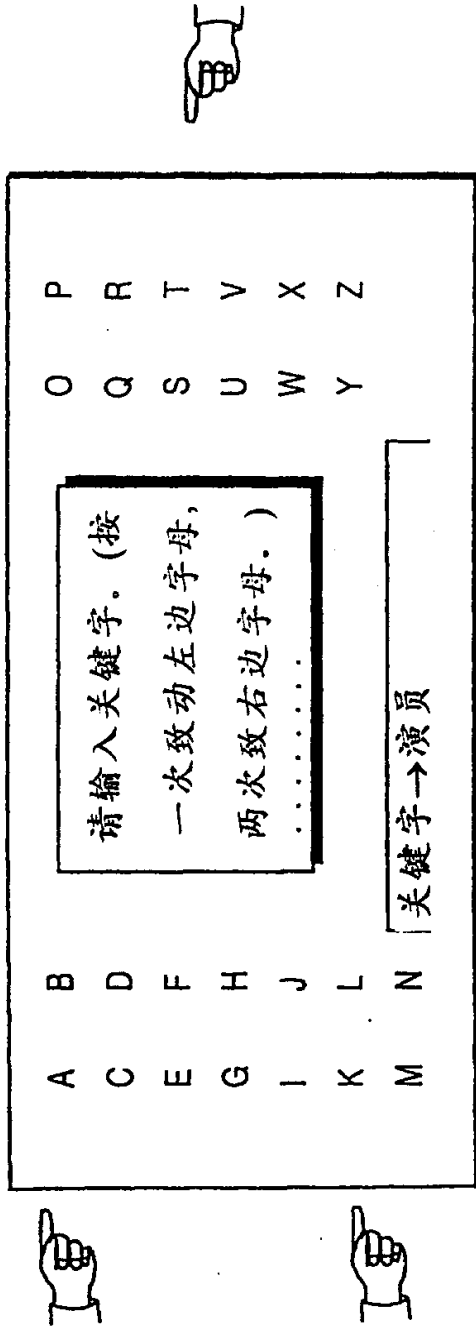 A B O P
C D Q R
E F S T
G H U V
I J W X
K L Y Z
M N
请输入关键字。(按
一次致动左边字母,
两次致右边字母。)
.........
关键字→演员